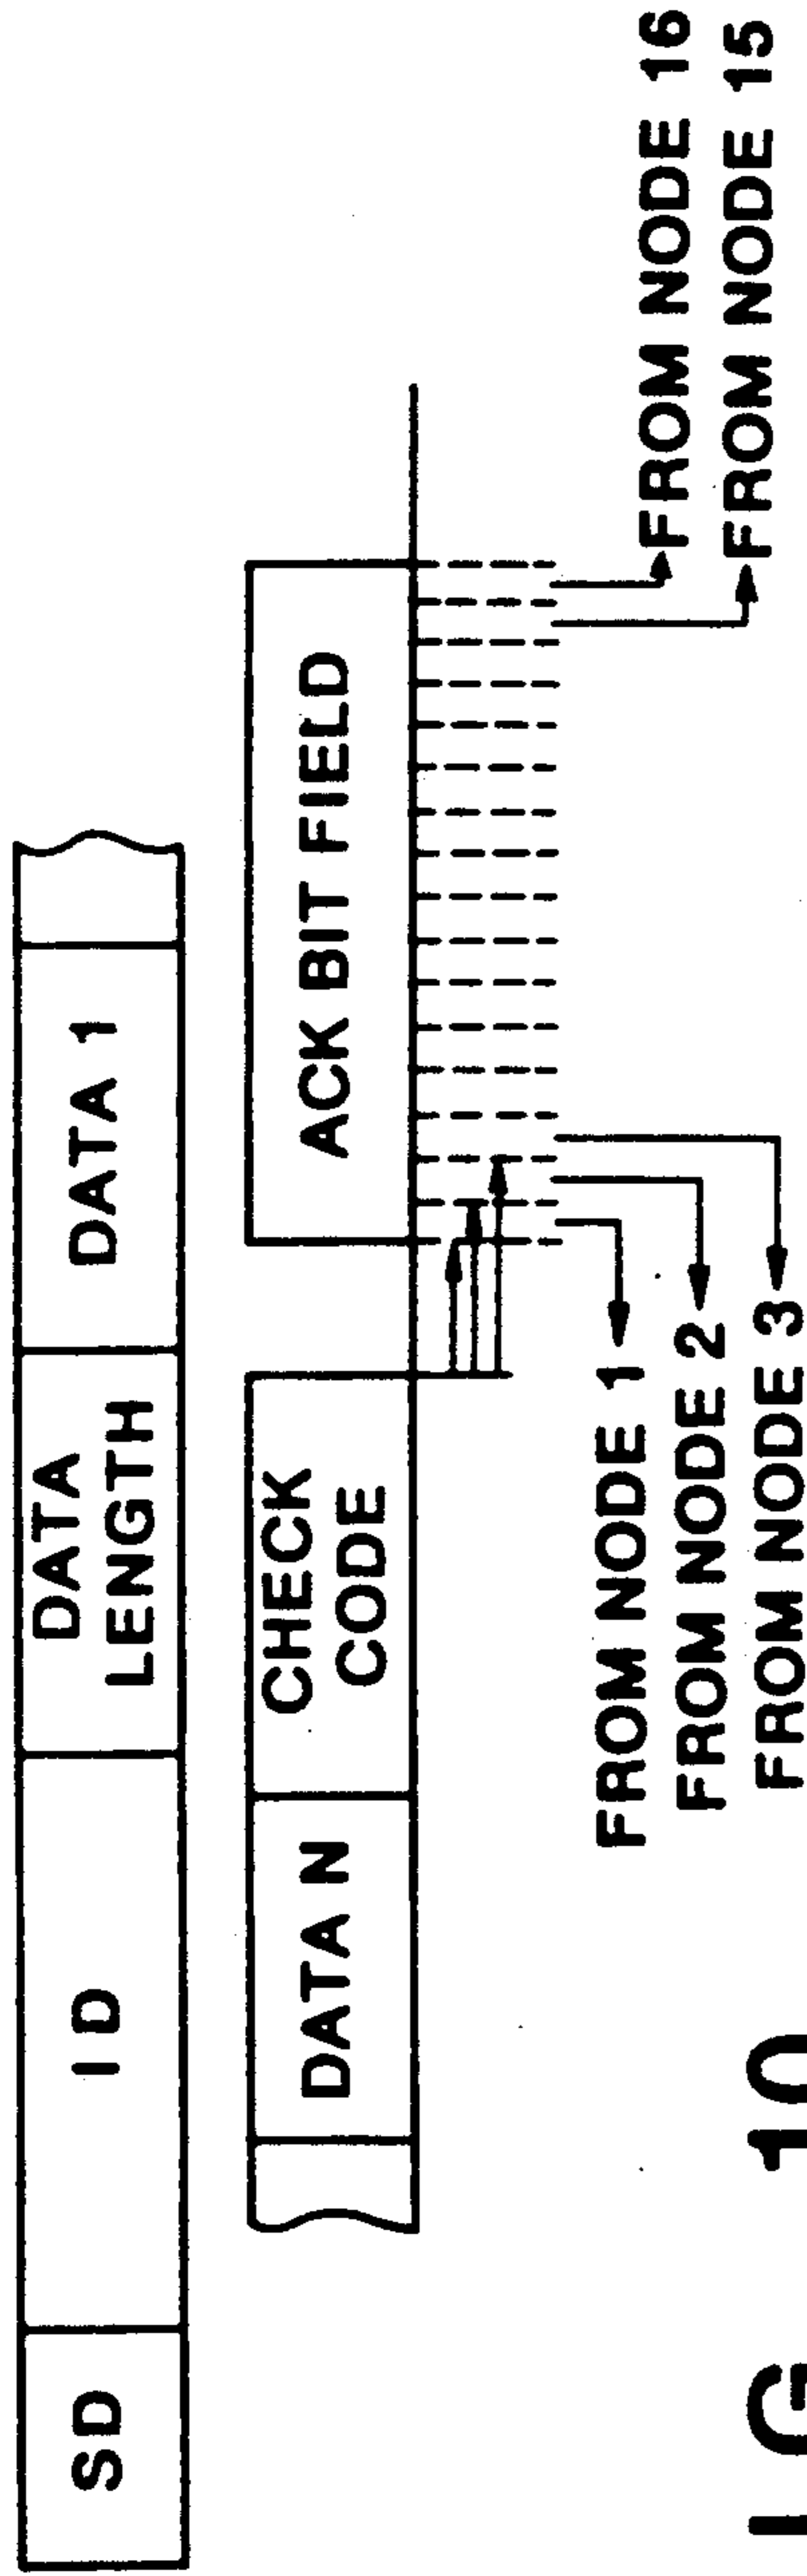 SD
ID
DATA
LENGTH
DATA 1
DATA N
CHECK
CODE
ACK BIT FIELD
FROM NODE 1
FROM NODE 2
FROM NODE 3
FROM NODE 16
FROM NODE 15